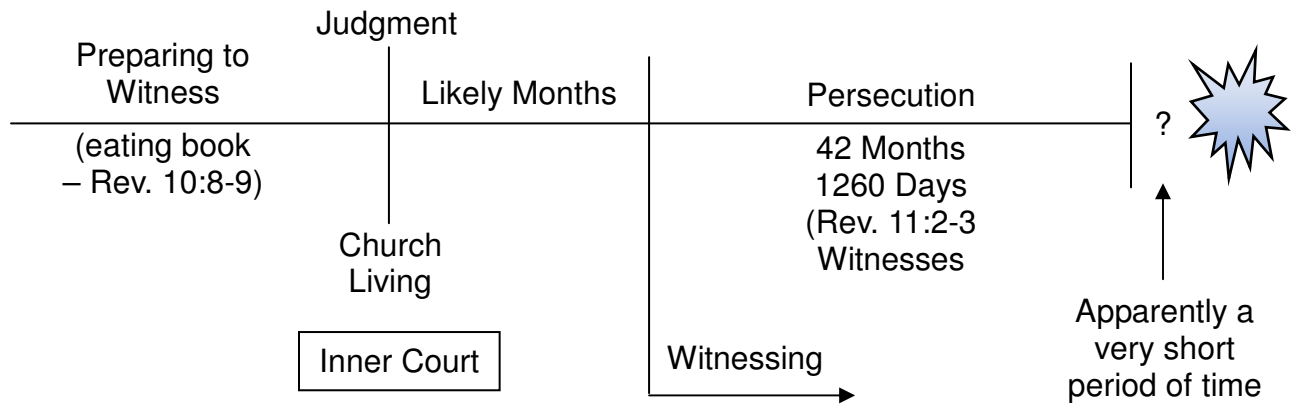 Judgment
Preparing to
Witness
Likely Months
Persecution
?
(eating book
– Rev. 10:8-9)
42 Months
1260 Days
(Rev. 11:2-3
Witnesses
Church
Living
Inner Court
Witnessing
Apparently a
very short
period of time